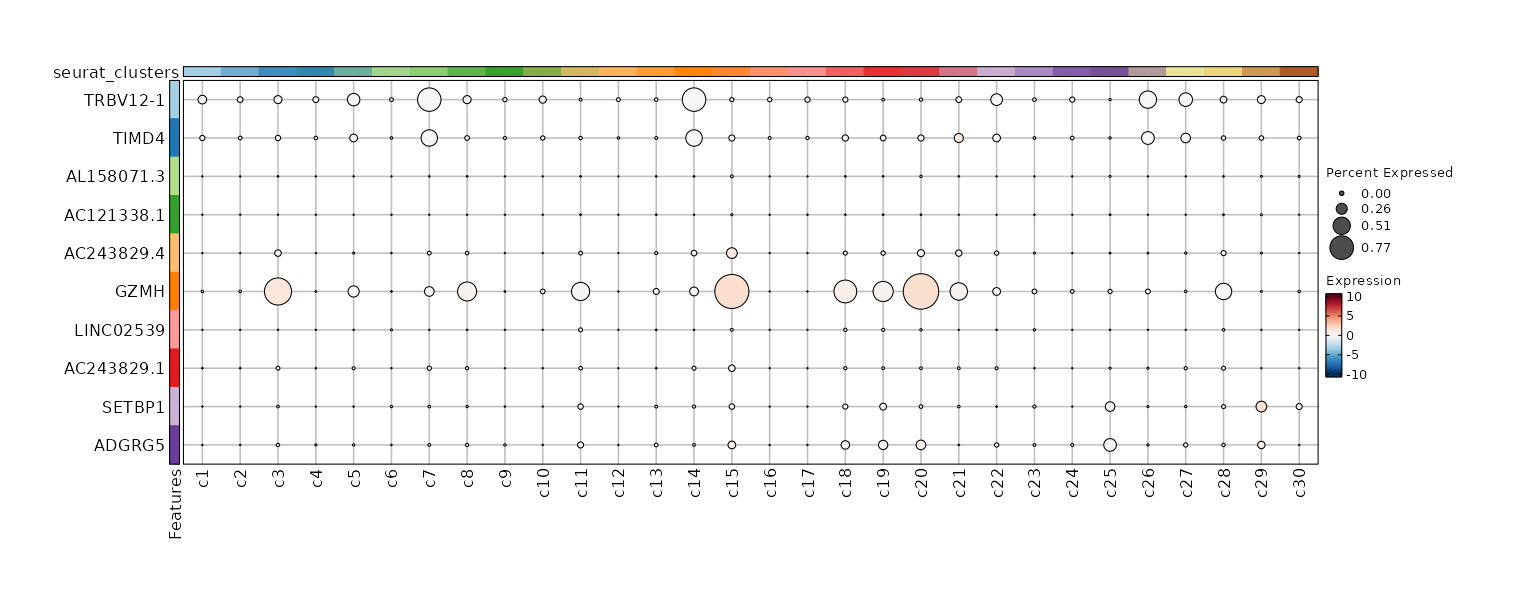 seurat_clusters
TRBV12-1
TIMD4
AL158071.3
AC121338.1
AC243829.4
GZMH
LINC02539
AC243829.1
SETBP1
ADGRG5
Features
c1 c2 c3 c4 c5 c6 c7 c8 c9 c10 c11 c12 c13 c14 c15 c16 c17 c18 c19 c20 c21 c22 c23 c24 c25 c26 c27 c28 c29 c30
Percent Expressed
0.00
0.26
0.51
0.77
Expression
10
5
0
-5
-10